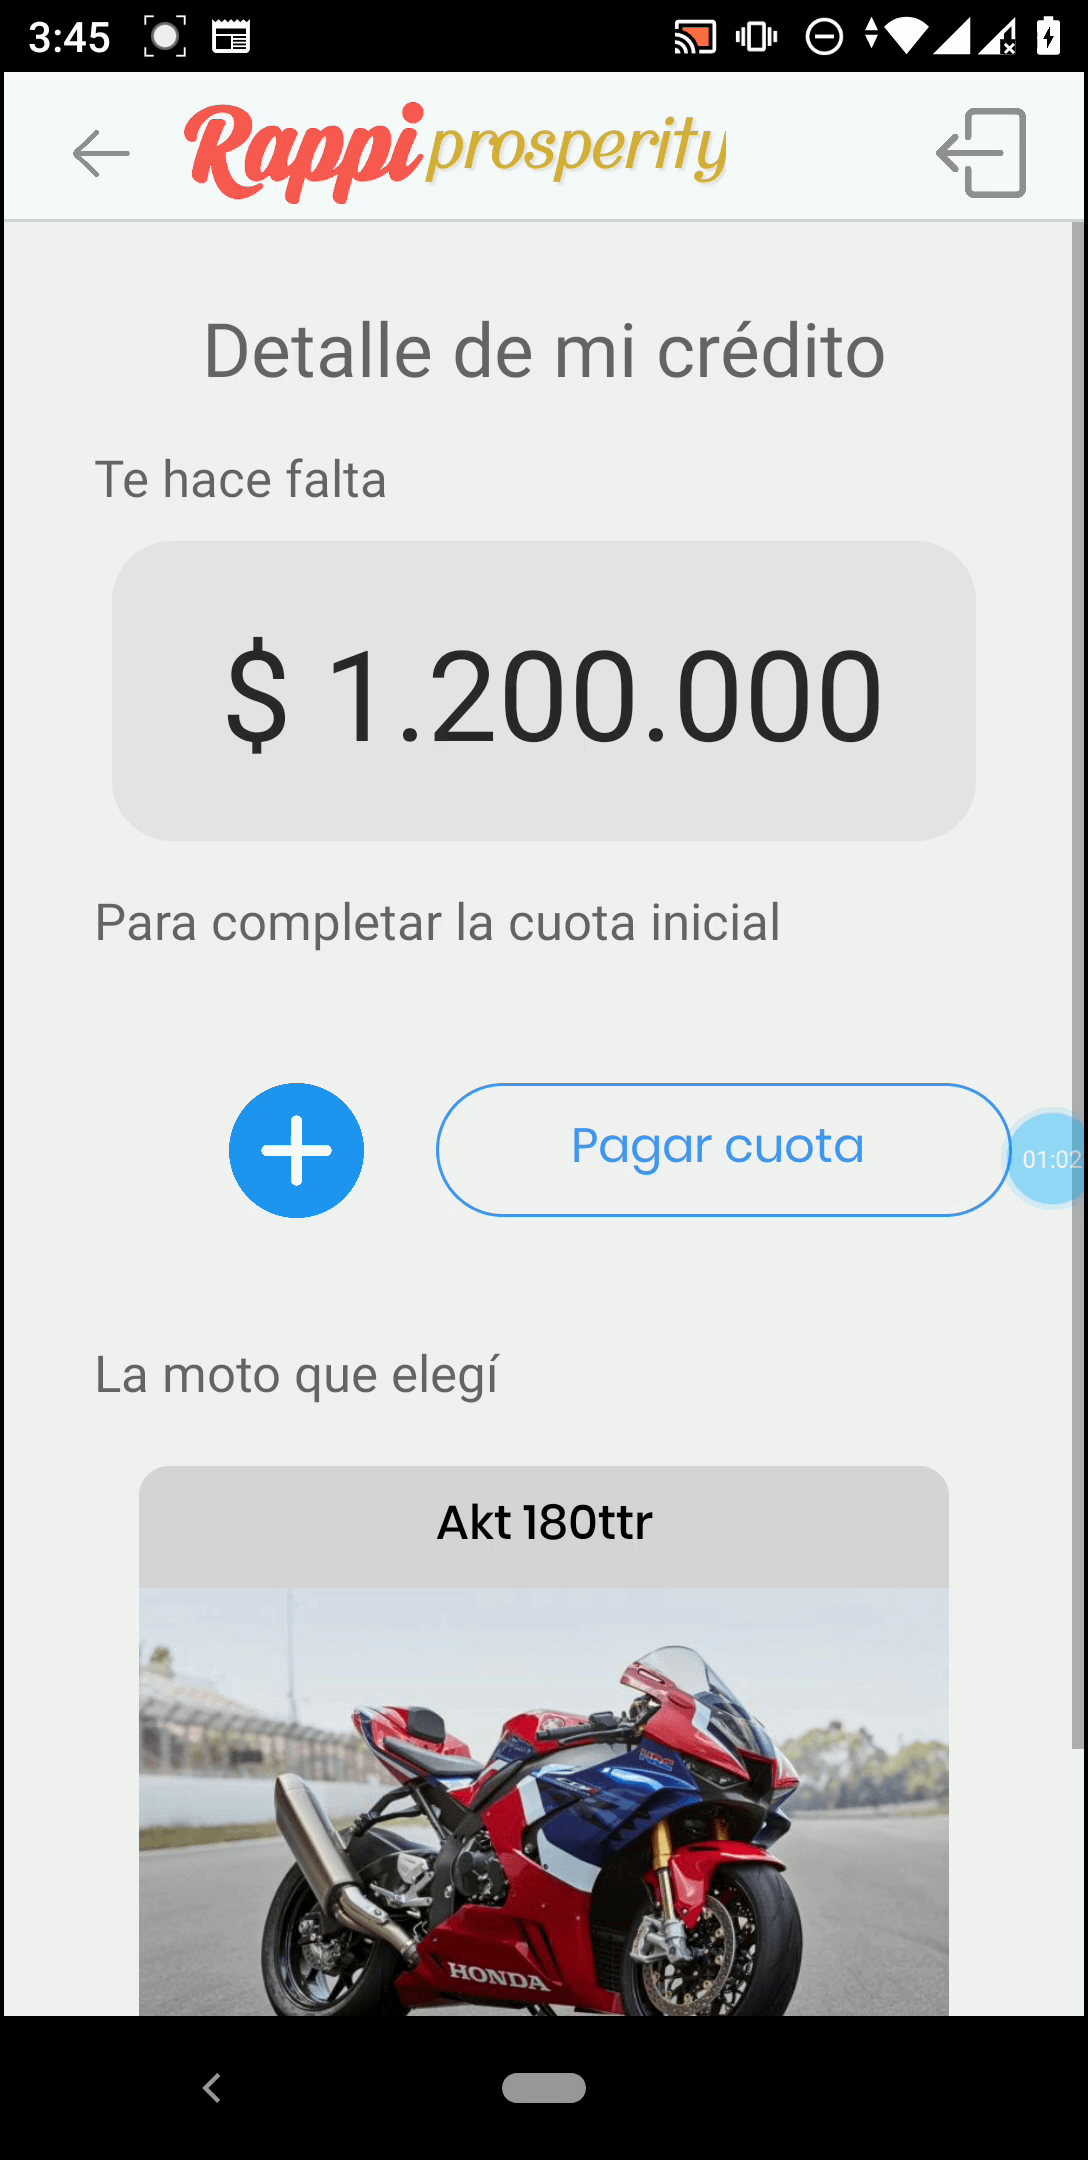 3:45
Rappi prosperity
Detalle de mi crédito
Te hace falta
$ 1.200.000
Para completar la cuota inicial
Pagar cuota
01:02
La moto que elegí
Akt 180ttr
HRC
HONDA